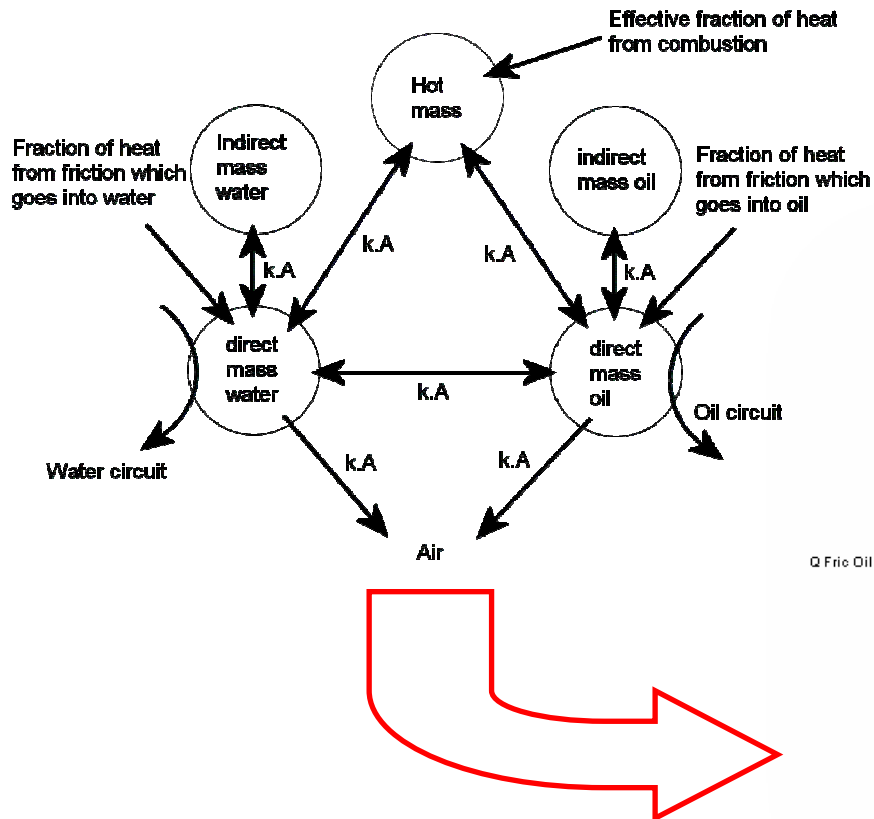 Effective fraction of heat
from combustion
Hot
mass
Fraction of heat
from friction which
goes into water
Indirect
mass
water
indirect
mass oil
Fraction of heat
from friction which
goes into oil
k.A
k.A
k.A
k.A
direct
mass
water
direct
mass
oil
k.A
Oil circuit
Water circuit
k.A
k.A
Air
Q Fric Oil